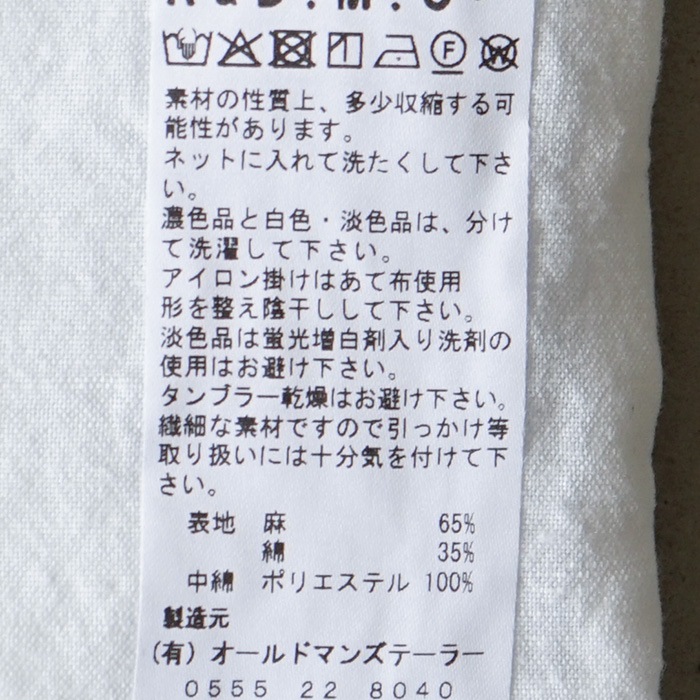 素材の性質上、多少収縮する可
能性があります。
ネットに入れて洗たくして下さ
い。
濃色品と白色・淡色品は、分け
て洗濯して下さい。
アイロン掛けはあて布使用
形を整え陰干しして下さい。
淡色品は蛍光増白剤入り洗剤の
使用はお避け下さい。
タンブラー乾燥はお避け下さい。
繊細な素材ですので引っかけ等
取り扱いには十分気を付けて下
さい。
表地 麻 65%
綿 35%
中綿 ポリエステル 100%
製造元
(有) オールドマンズテーラー
0555 22 8040